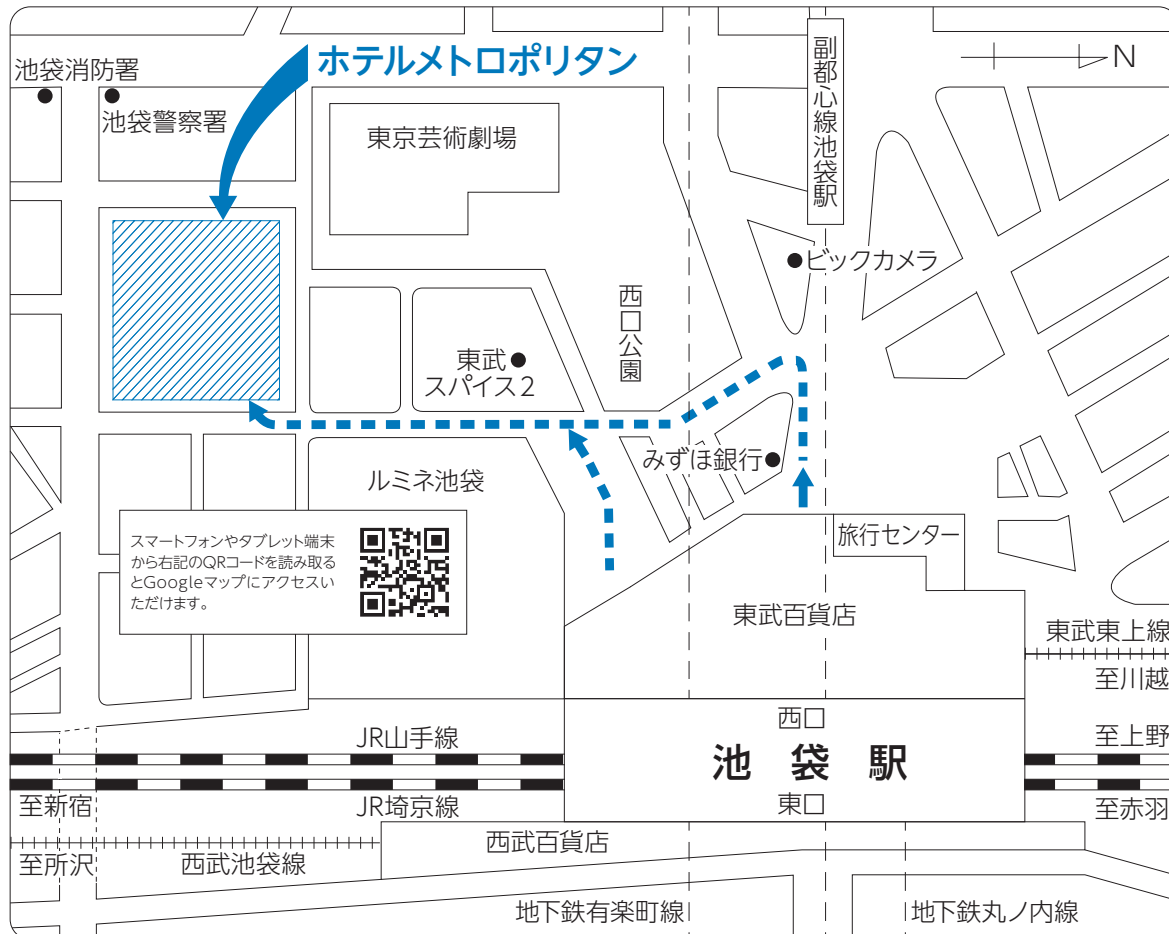 ホテルメトロポリタン
池袋消防署
池袋警察署
東京芸術劇場
副都心線池袋駅
N
ビックカメラ
西口公園
東武
スパイス2
みずほ銀行
ルミネ池袋
旅行センター
スマートフォンやタブレット端末
から右記のQRコードを読み取る
とGoogleマップにアクセスい
ただけます。
東武百貨店
東武東上線
至川越
西口
池袋駅
東口
JR山手線
至上野
至新宿
JR埼京線
至赤羽
西武百貨店
至所沢
西武池袋線
地下鉄有楽町線
地下鉄丸ノ内線